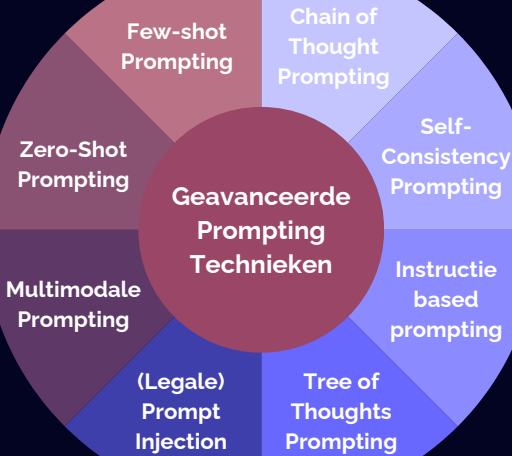 Few-shot
Prompting
Chain of
Thought
Prompting
Self-
Consistency
Prompting
Instructie
based
prompting
Tree of
Thoughts
Prompting
(Legale)
Prompt
Injection
Multimodale
Prompting
Zero-Shot
Prompting
Geavanceerde
Prompting
Technieken